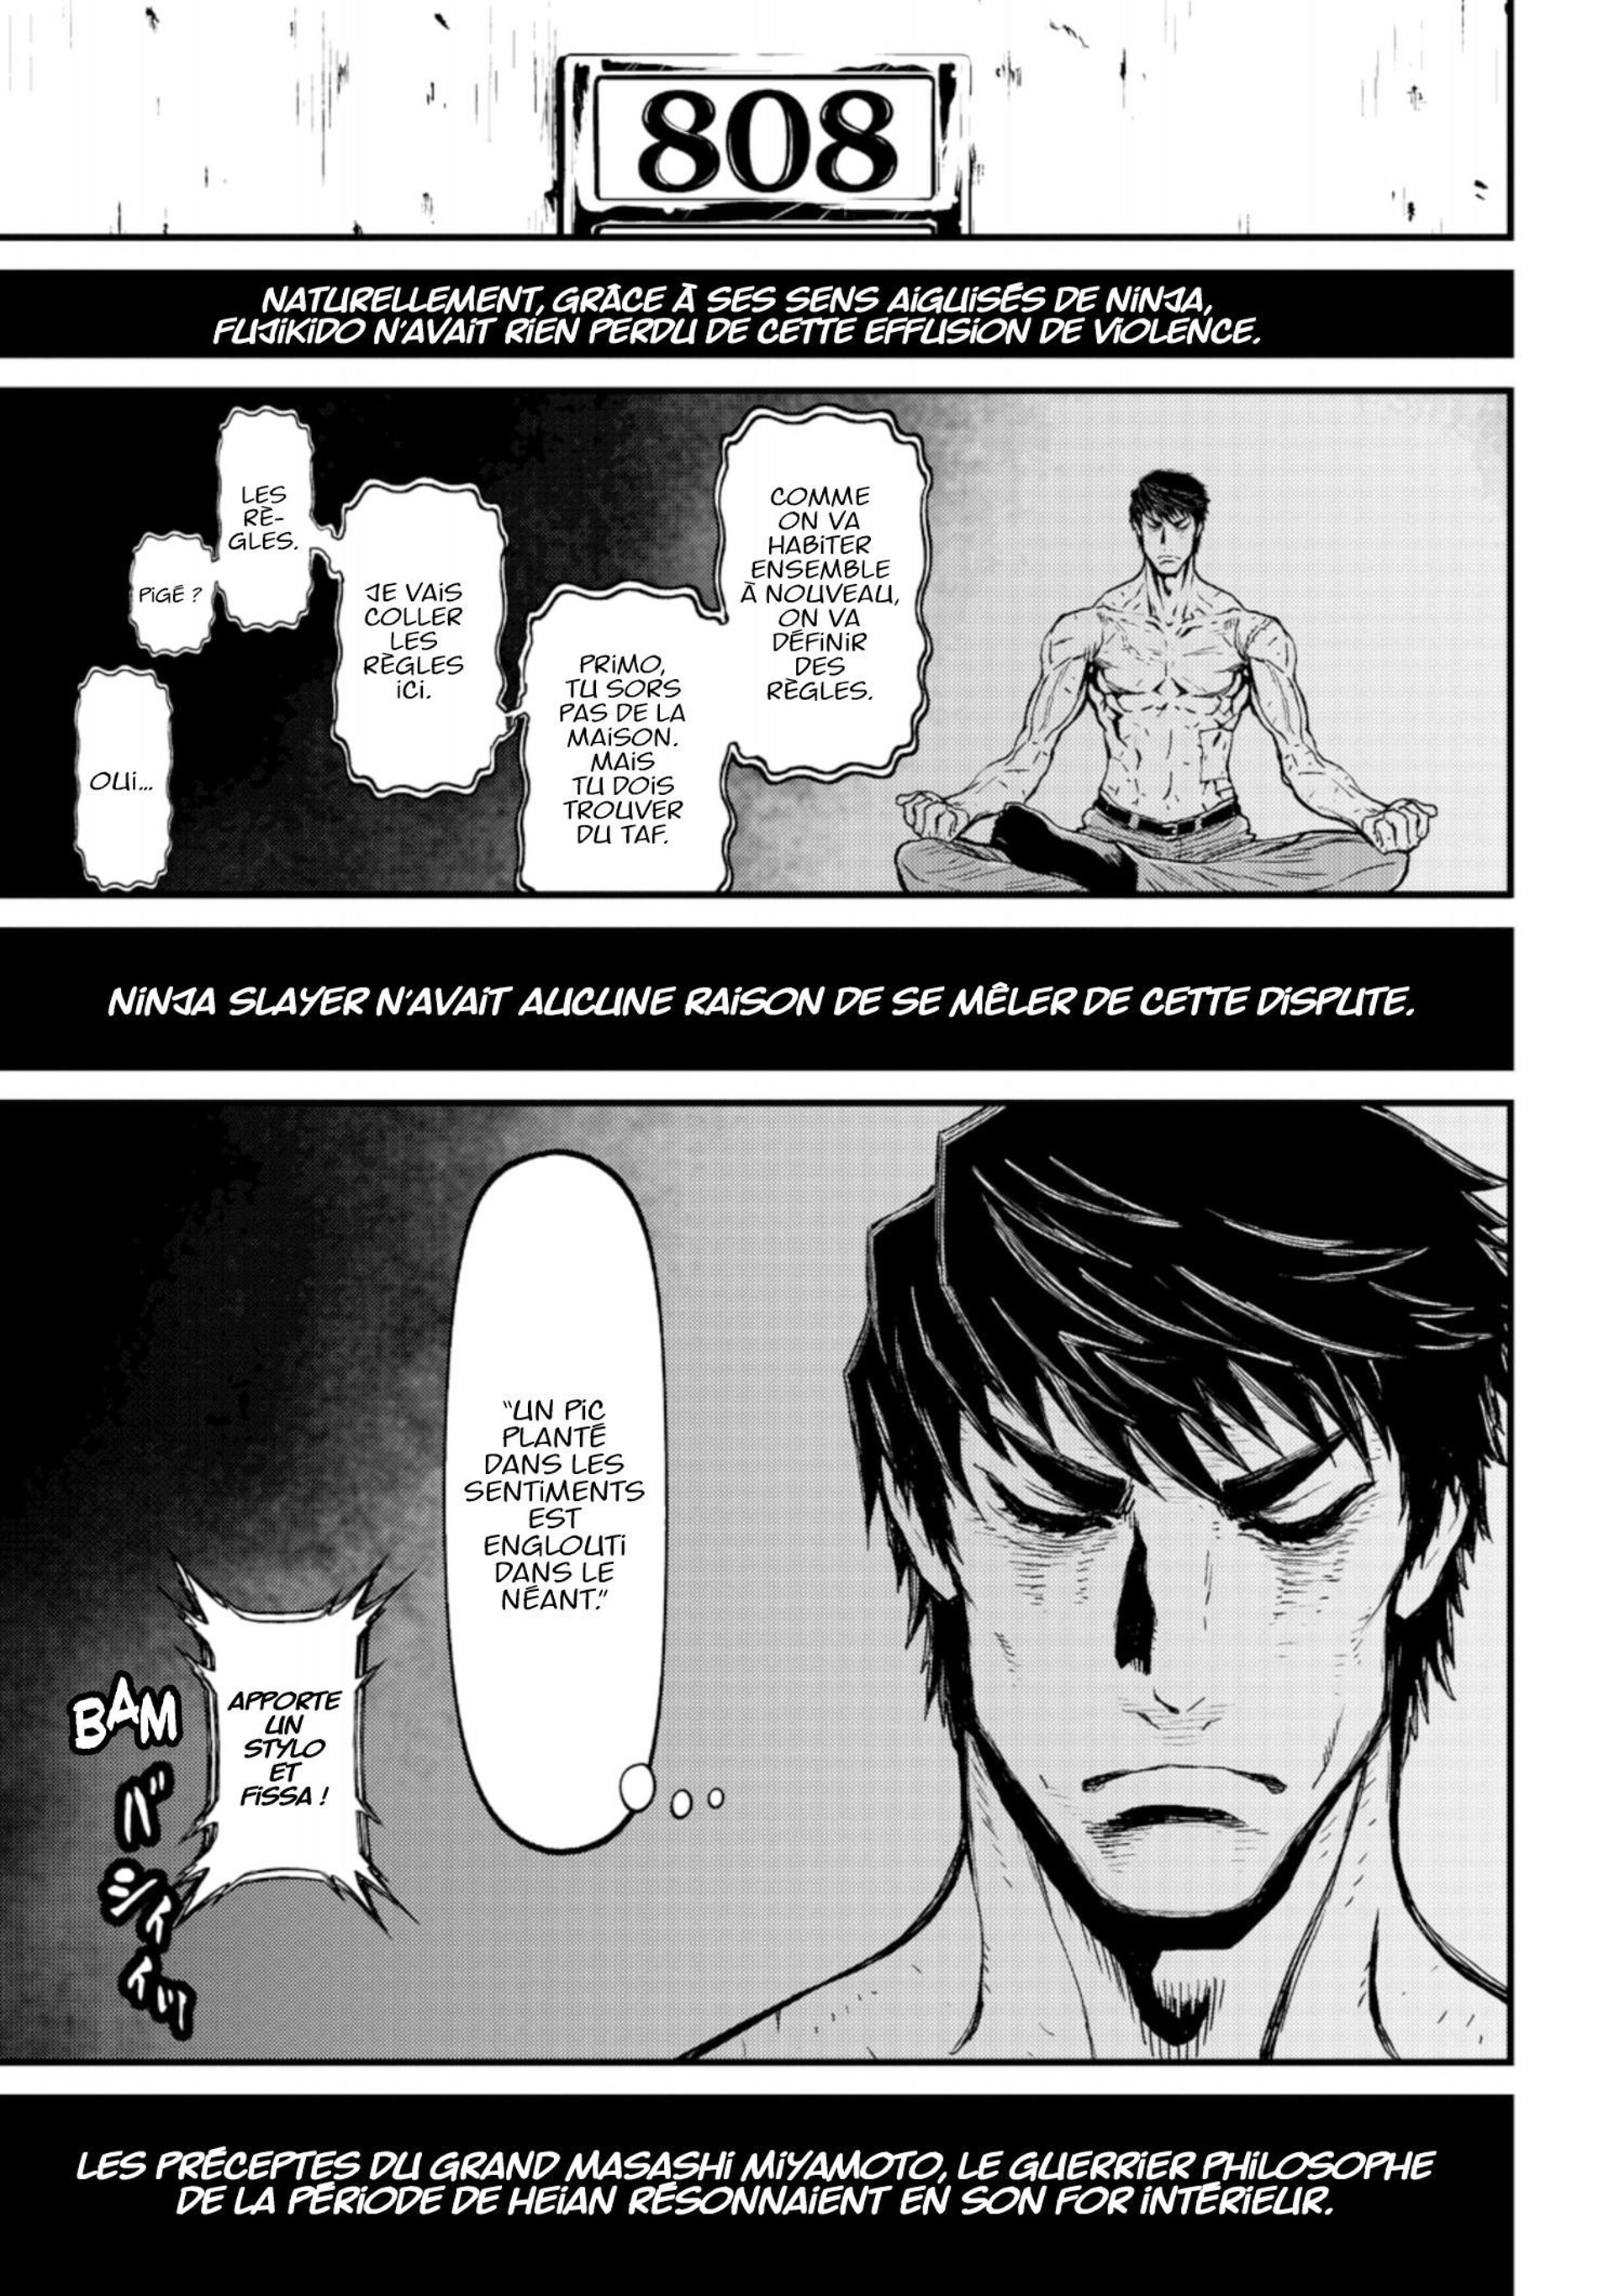 808
NATURELLEMENT, GRÂCE À SES SENS AIGUISÉS DE NINJA,
FUJIKIDO N'AVAIT RIEN PERDU DE CETTE EFFUSION DE VIOLENCE.
COMME
ON VA
HABITER
ENSEMBLE
À NOUVEAU,
ON VA
DÉFINIR
DES
RÈGLES.
PRIMO,
TU SORS
PAS DE LA
MAISON.
MAIS
TU DOIS
TROUVER
DU TAF.
JE VAIS
COLLER
LES
RÈGLES
ICI.
LES
RÈ-
GLES.
PIGÉ ?
OUI...
NINJA SLAYER N'AVAIT AUCUNE RAISON DE SE MÊLER DE CETTE DISPUTE.
"UN PIC
PLANTÉ
DANS LES
SENTIMENTS
EST
ENGLOUTI
DANS LE
NÉANT."
APPORTE
UN
STYLO
ET
FISSA !
BAM
バシイイッ
LES PRÉCEPTES DU GRAND MASASHI MIYAMOTO, LE GUERRIER PHILOSOPHE
DE LA PÉRIODE DE HEIAN RÉSONNAIENT EN SON FOR INTÉRIEUR.